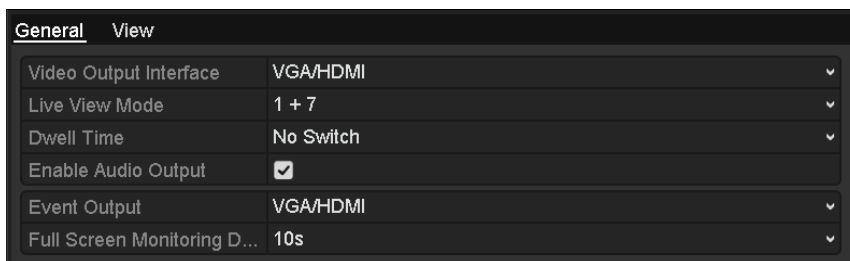 General View
Video Output Interface VGA/HDMI
Live View Mode 1 + 7
Dwell Time No Switch
Enable Audio Output
Event Output VGA/HDMI
Full Screen Monitoring D... 10s